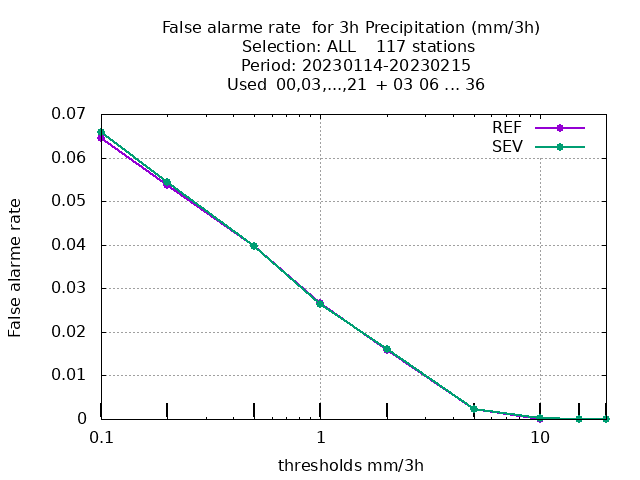 False alarme rate  for 3h Precipitation (mm/3h)
Selection: ALL    117 stations
Period: 20230114-20230215
Used  00,03,...,21  + 03 06 ... 36
REF
SEV
0.07
0.06
0.05
0.04
0.03
0.02
0.01
0
False alarme rate
0.1
1
10
thresholds mm/3h